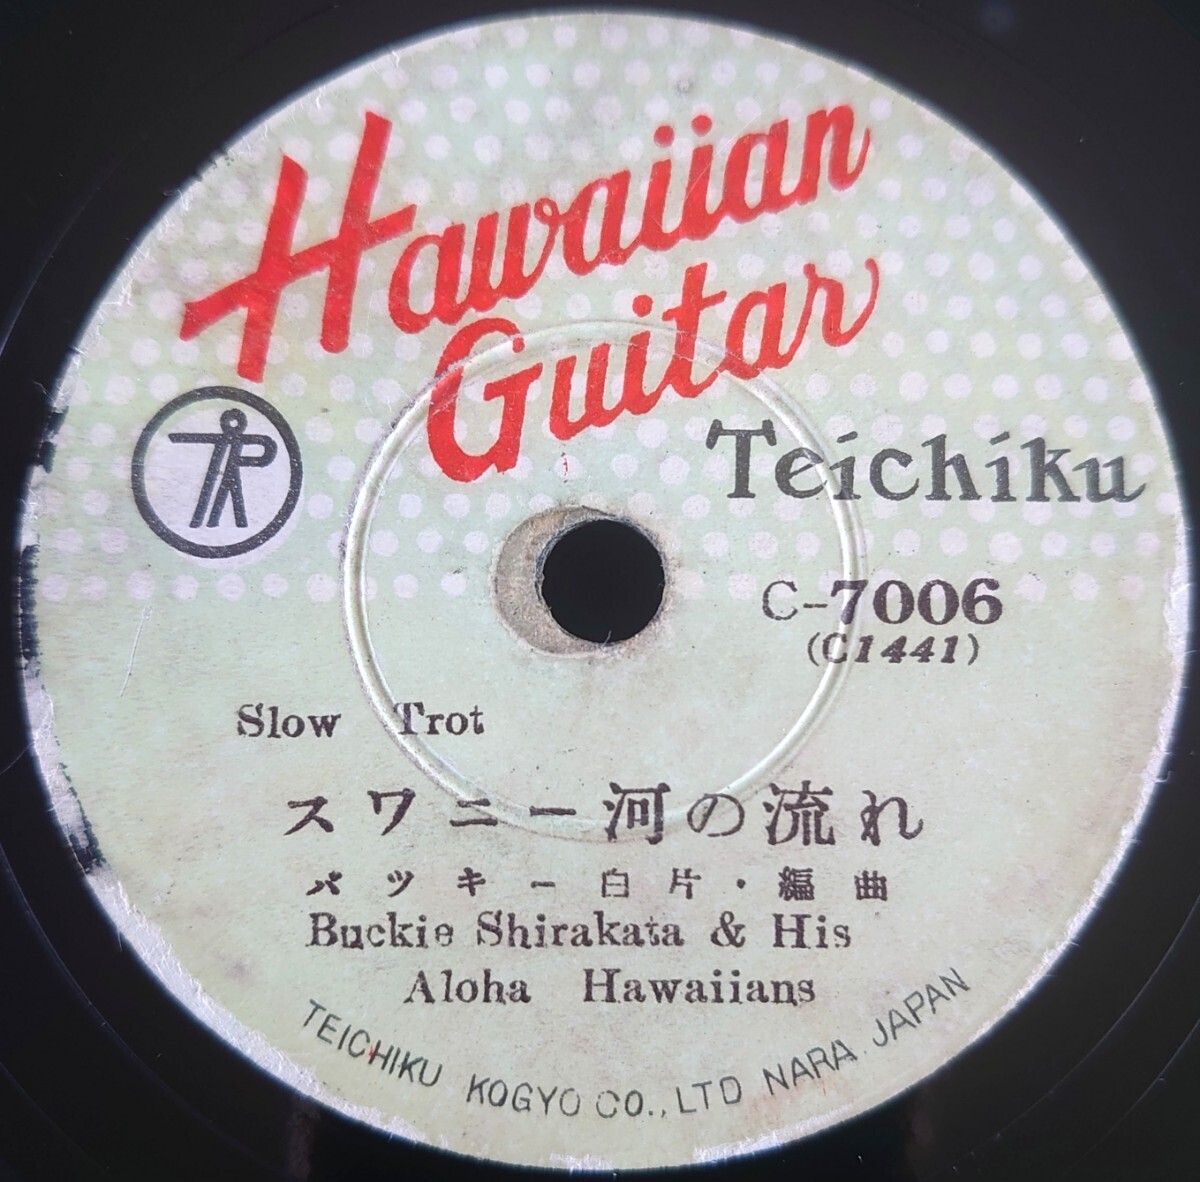 Hawaiian
Guitar
Teichiku
C-7006
(C1441)
Slow Trot
スワニー河の流れ
バッキー白片・編曲
Buckie Shirakata & His
Aloha Hawaiians
TEICHIKU KOGYO CO., LTD NARA JAPAN